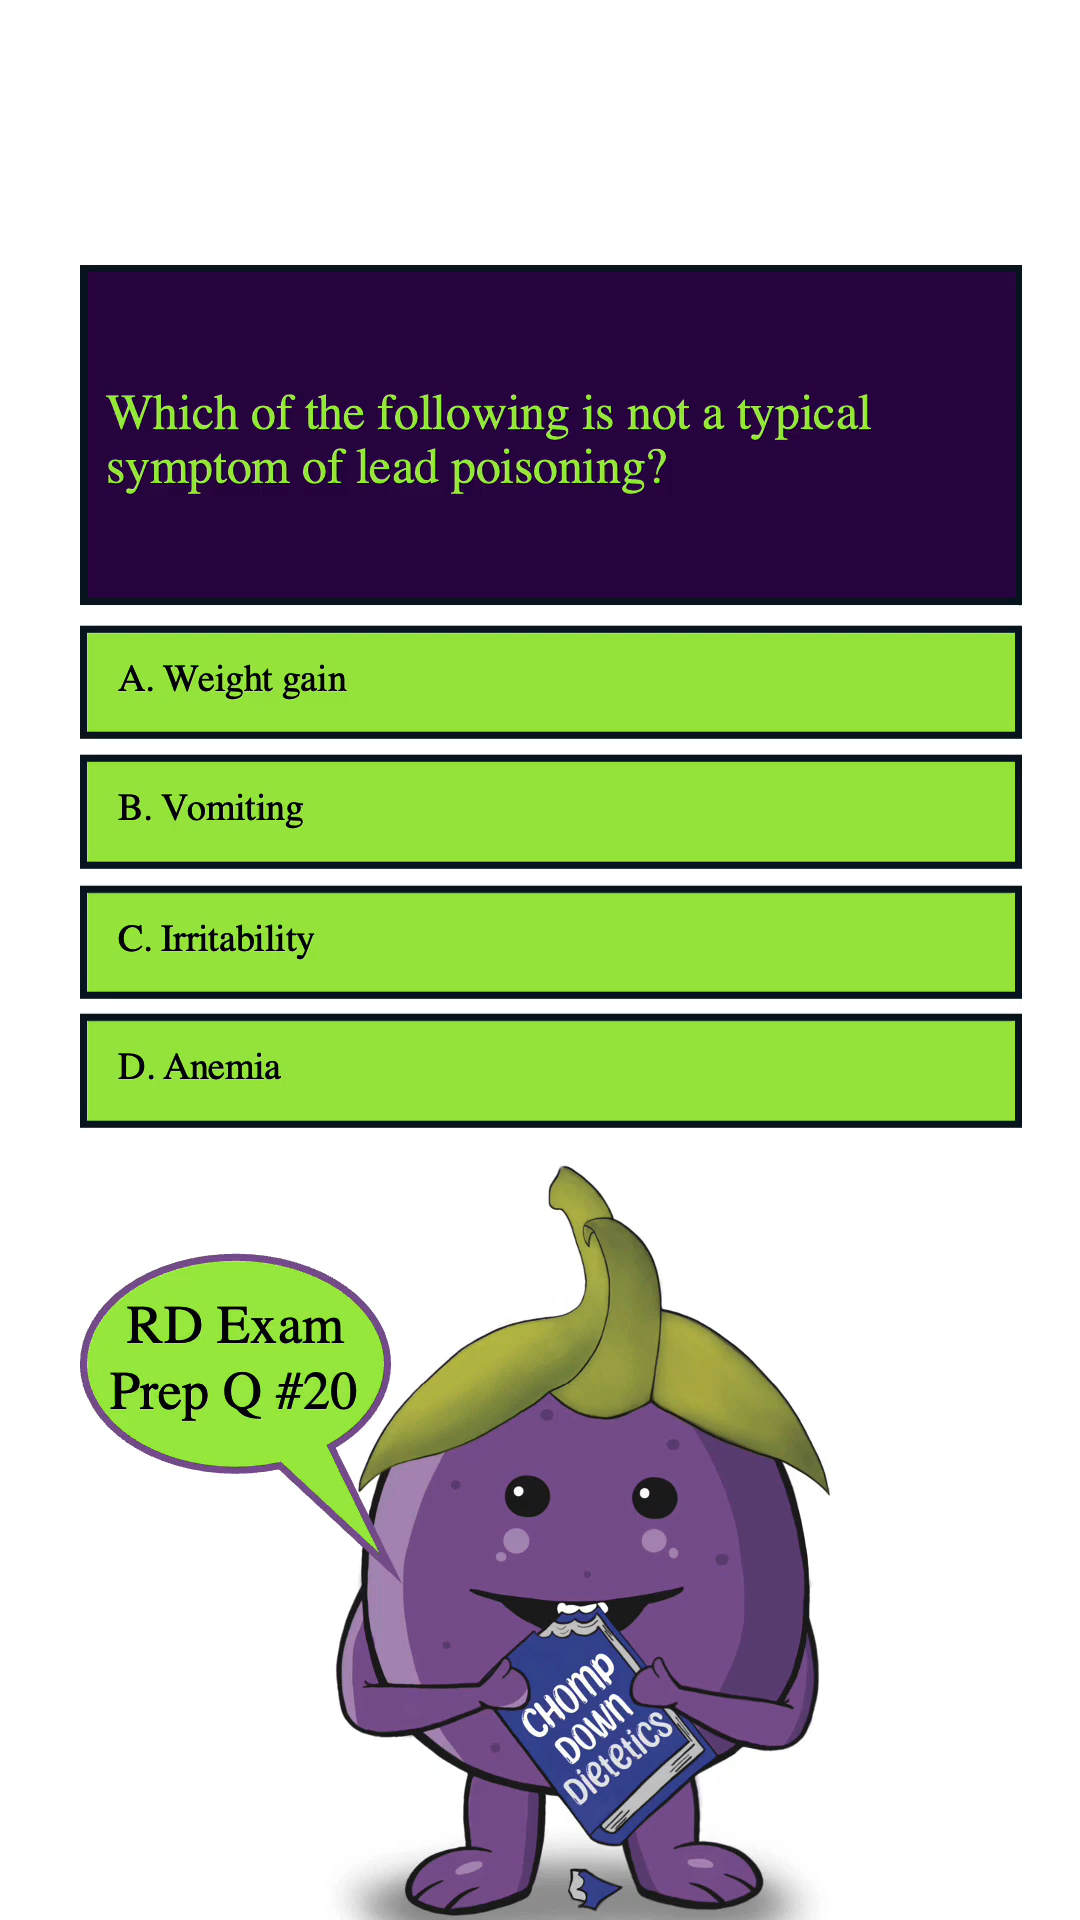 Which of the following is not a typical
symptom of lead poisoning?
A. Weight gain
B. Vomiting
C. Irritability
D. Anemia
RD Exam
Prep Q #20
CHOMP
DOWN
Dietetics